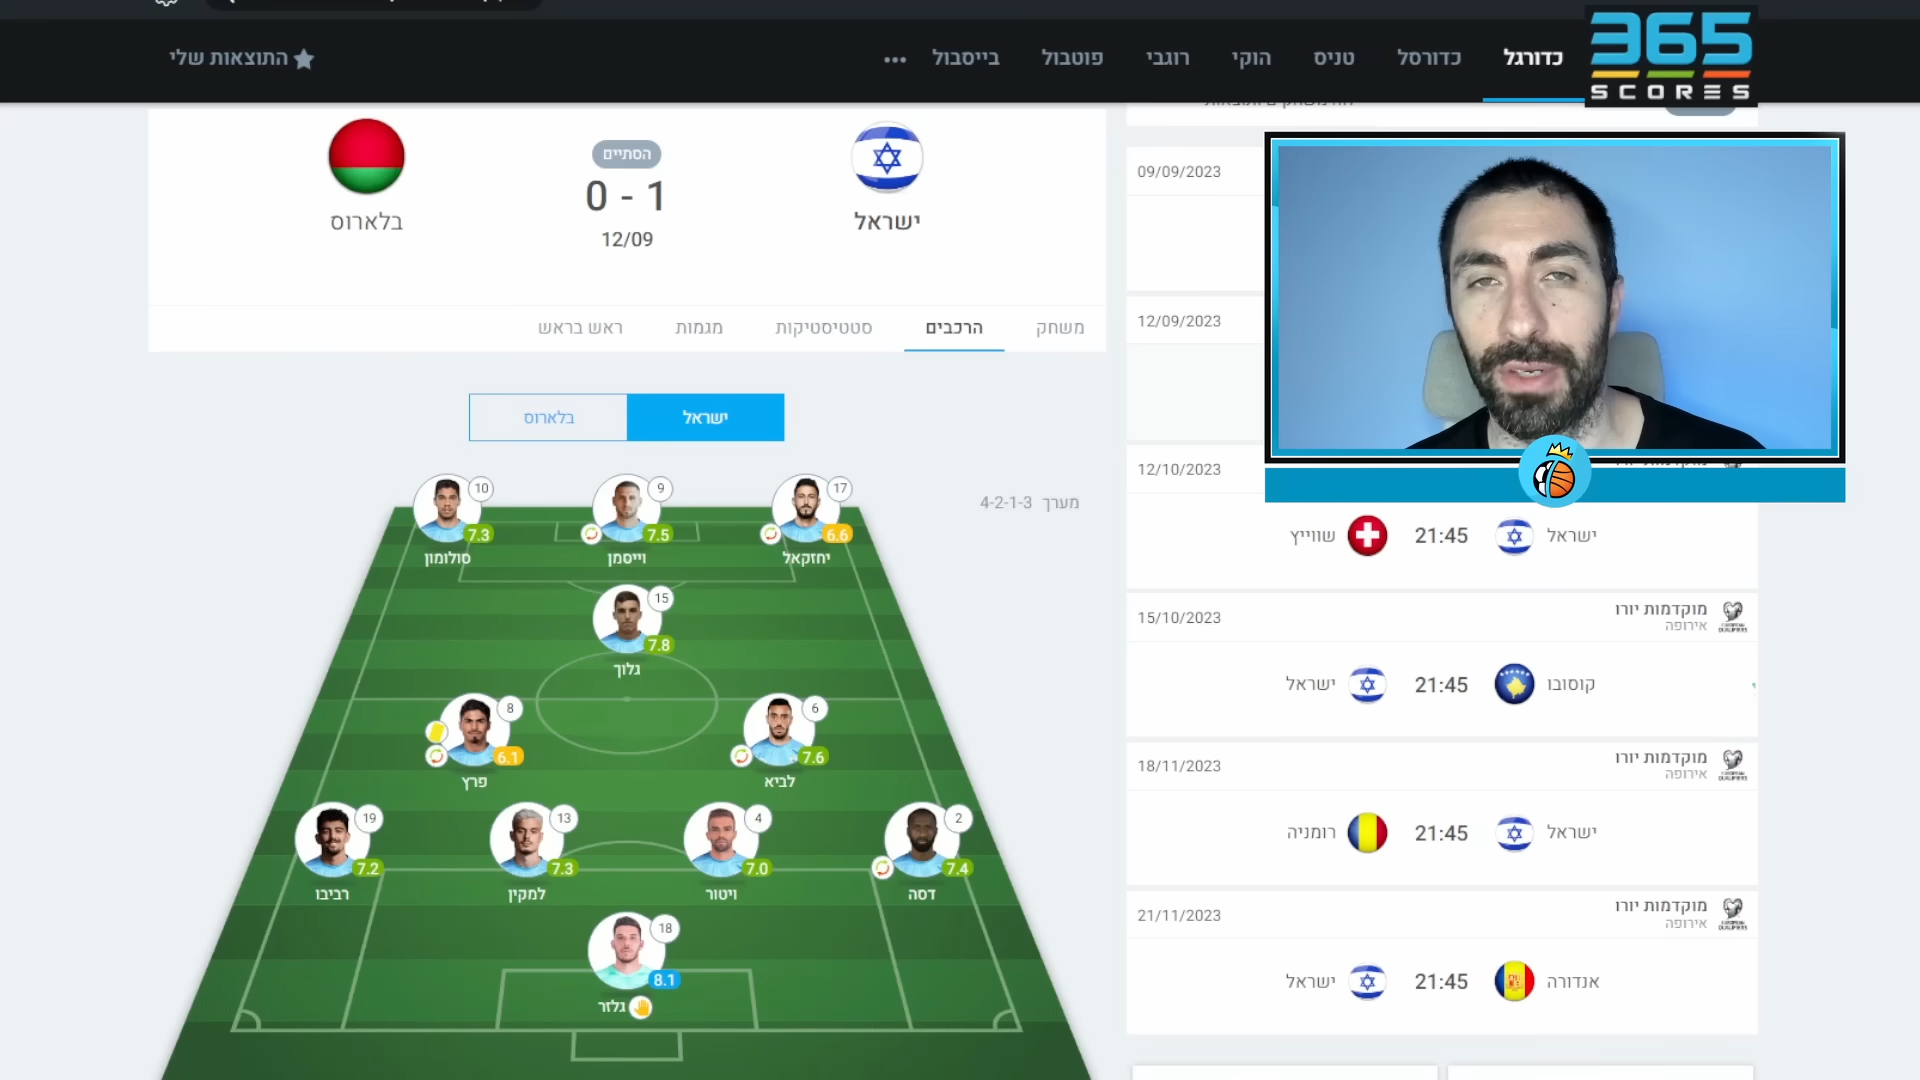 365
SCORES
כדורגל
כדורסל
טניס
הוקי
רוגבי
פוטבול
בייסבול
•••
התוצאות שלי
ישראל
הסתיים
0 - 1
12/09
בלארוס
משחק
הרכבים
סטטיסטיקות
מגמות
ראש בראש
ישראל
בלארוס
מערך 4-2-1-3
17
6.6
יחזקאל
9
7.5
וייסמן
10
7.3
סולומון
15
7.8
גלוך
6
7.6
לביא
8
6.1
פרץ
2
7.4
דסה
4
7.0
ויטור
13
7.3
למקין
19
7.2
רביבו
18
8.1
גלזר
09/09/2023
12/09/2023
12/10/2023
ישראל 21:45 שווייץ
מוקדמות יורו
אירופה
15/10/2023
קוסובו 21:45 ישראל
מוקדמות יורו
אירופה
18/11/2023
ישראל 21:45 רומניה
מוקדמות יורו
אירופה
21/11/2023
אנדורה 21:45 ישראל